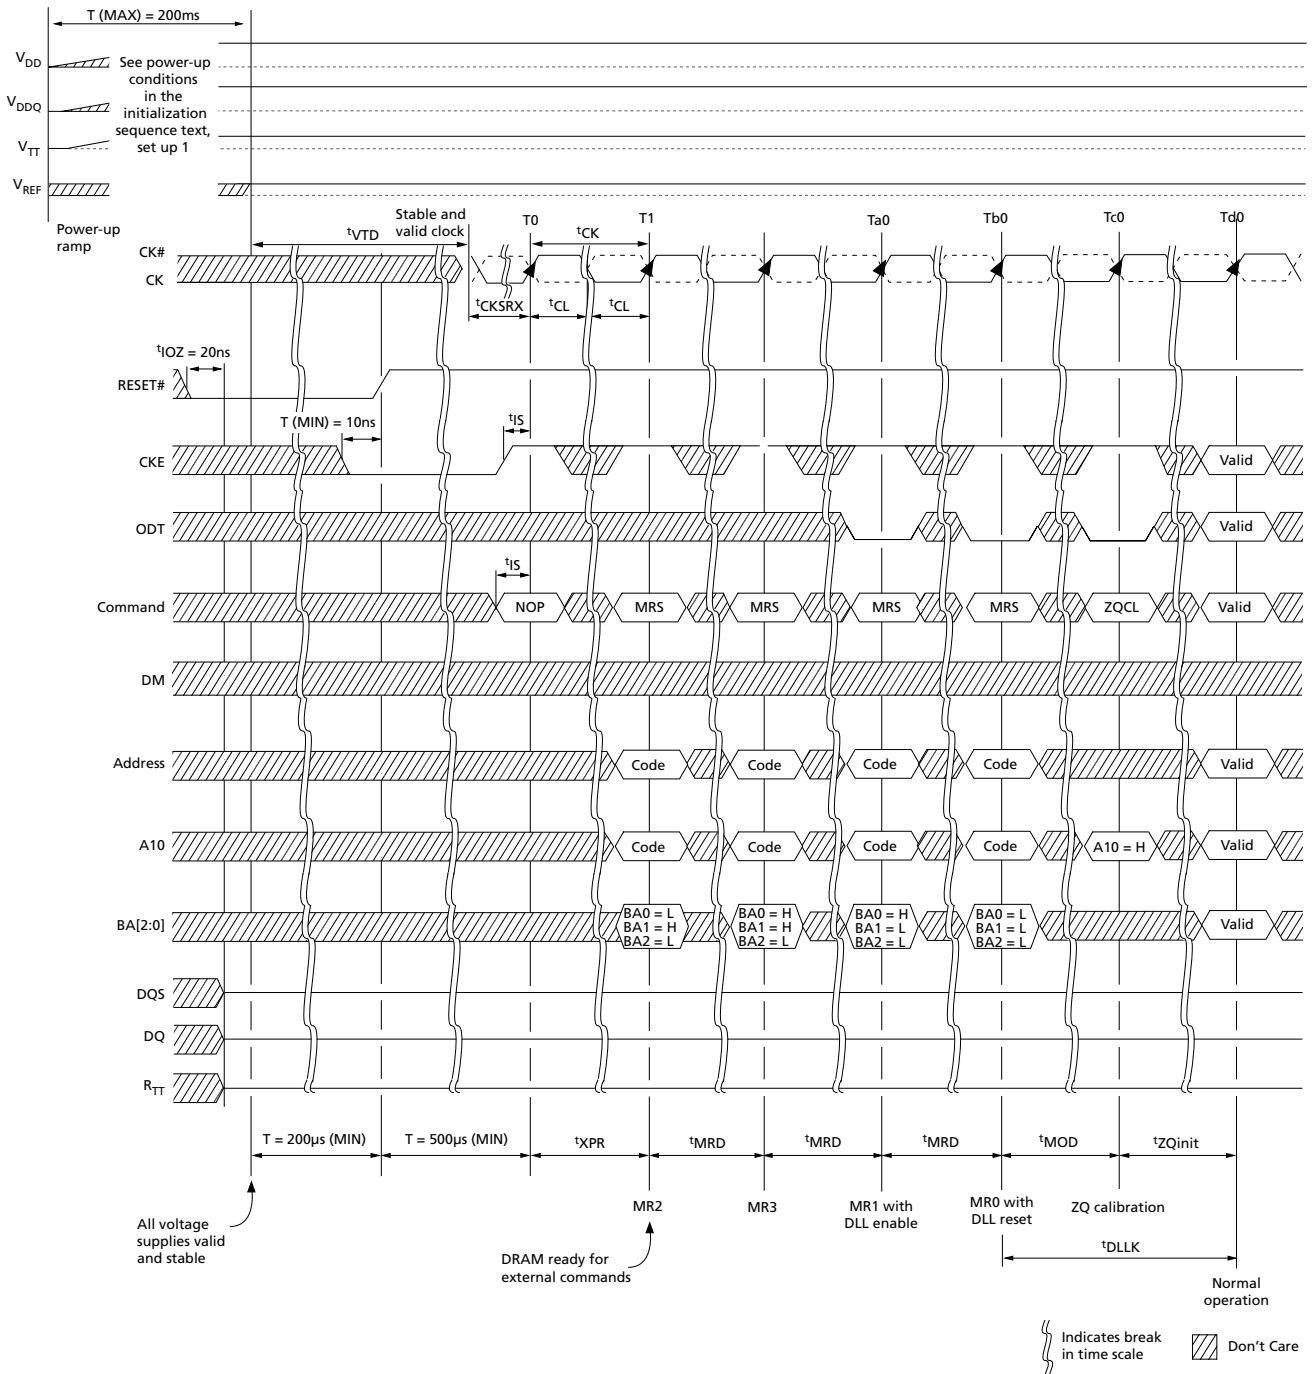 T (MAX) = 200ms
VDD
See power-up
conditions
in the
initialization
sequence text,
set up 1
VDDQ
VTT
VREF
Power-up
ramp
Stable and
valid clock
T0
T1
Ta0
Tb0
Tc0
Td0
tVTD
tCK
CK#
CK
tCKSRX
tCL
tCL
tIOZ = 20ns
RESET#
T (MIN) = 10ns
tIS
CKE
Valid
ODT
Valid
tIS
Command
NOP
MRS
MRS
MRS
MRS
ZQCL
Valid
DM
Address
Code
Code
Code
Code
Valid
A10
Code
Code
Code
Code
A10 = H
Valid
BA[2:0]
BA0 = L
BA1 = H
BA2 = L
BA0 = H
BA1 = H
BA2 = L
BA0 = H
BA1 = L
BA2 = L
BA0 = L
BA1 = L
BA2 = L
Valid
DQS
DQ
RTT
T = 200µs (MIN)
T = 500µs (MIN)
tXPR
tMRD
tMRD
tMRD
tMOD
tZQinit
All voltage
supplies valid
and stable
MR2
MR3
MR1 with
DLL enable
MR0 with
DLL reset
ZQ calibration
DRAM ready for
external commands
tDLLK
Normal
operation
Indicates break
in time scale
Don't Care